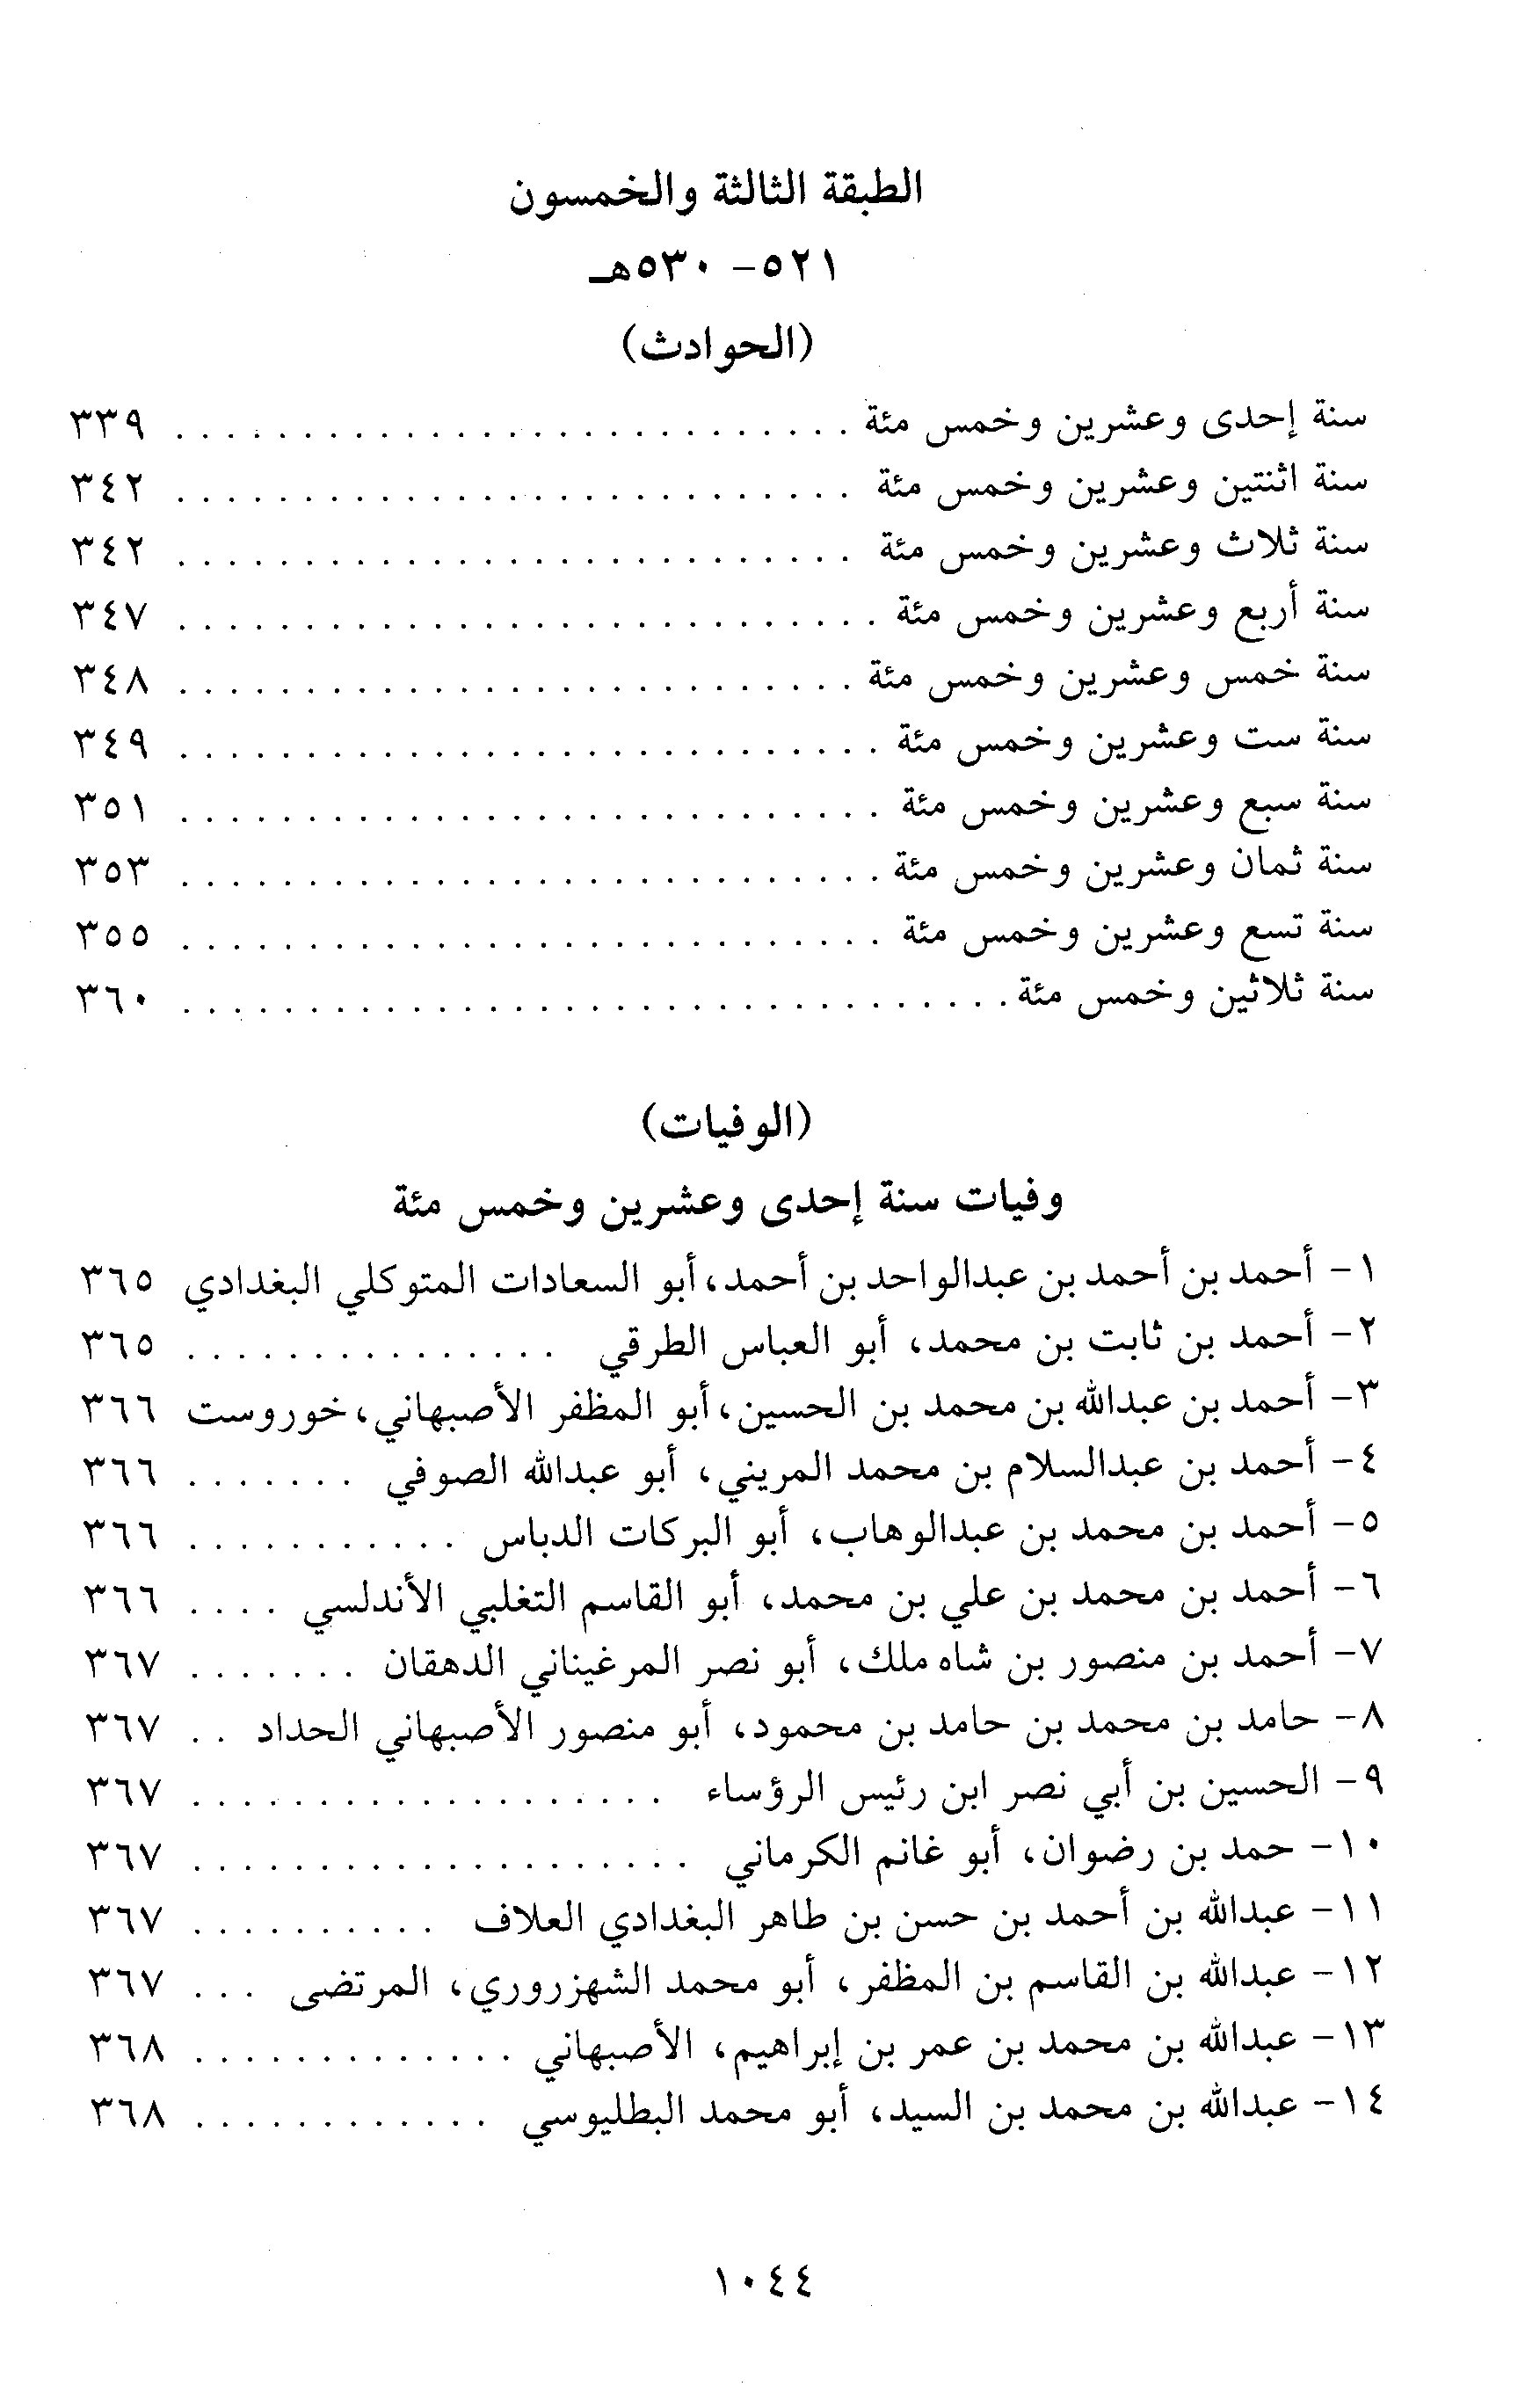 الطبقة الثالثة والخمسون
٥٢١- ٥٣٠هـ
(الحوادث)
سنة إحدى وعشرين وخمس مئة . . . . . . . . . . . . . . . . . . . . . . . . . . . ٣٣٩
سنة اثنتين وعشرين وخمس مئة . . . . . . . . . . . . . . . . . . . . . . . . . . . ٣٤٢
سنة ثلاث وعشرين وخمس مئة . . . . . . . . . . . . . . . . . . . . . . . . . . . ٣٤٢
سنة أربع وعشرين وخمس مئة . . . . . . . . . . . . . . . . . . . . . . . . . . . . ٣٤٧
سنة خمس وعشرين وخمس مئة . . . . . . . . . . . . . . . . . . . . . . . . . . . ٣٤٨
سنة ست وعشرين وخمس مئة . . . . . . . . . . . . . . . . . . . . . . . . . . . . ٣٤٩
سنة سبع وعشرين وخمس مئة . . . . . . . . . . . . . . . . . . . . . . . . . . . . ٣٥١
سنة ثمان وعشرين وخمس مئة . . . . . . . . . . . . . . . . . . . . . . . . . . . . ٣٥٣
سنة تسع وعشرين وخمس مئة . . . . . . . . . . . . . . . . . . . . . . . . . . . . ٣٥٥
سنة ثلاثين وخمس مئة . . . . . . . . . . . . . . . . . . . . . . . . . . . . . . . . . ٣٦٠
(الوفيات)
وفيات سنة إحدى وعشرين وخمس مئة
١- أحمد بن أحمد بن عبدالواحد بن أحمد، أبو السعادات المتوكلي البغدادي ٣٦٥
٢- أحمد بن ثابت بن محمد، أبو العباس الطرقي . . . . . . . . . . . . . . . ٣٦٥
٣- أحمد بن عبدالله بن محمد بن الحسين، أبو المظفر الأصبهاني، خوروست ٣٦٦
٤- أحمد بن عبدالسلام بن محمد المريني، أبو عبدالله الصوفي . . . . . . . ٣٦٦
٥- أحمد بن محمد بن عبدالوهاب، أبو البركات الدباس . . . . . . . . . . . ٣٦٦
٦- أحمد بن محمد بن علي بن محمد، أبو القاسم التغلبي الأندلسي . . . . ٣٦٦
٧- أحمد بن منصور بن شاه ملك، أبو نصر المرغيناني الدهقان . . . . . . . ٣٦٧
٨- حامد بن محمد بن حامد بن محمود، أبو منصور الأصبهاني الحداد . . ٣٦٧
٩- الحسين بن أبي نصر ابن رئيس الرؤساء . . . . . . . . . . . . . . . . . . . ٣٦٧
١٠- حمد بن رضوان، أبو غانم الكرماني . . . . . . . . . . . . . . . . . . . . ٣٦٧
١١- عبدالله بن أحمد بن حسن بن طاهر البغدادي العلاف . . . . . . . . . . ٣٦٧
١٢- عبدالله بن القاسم بن المظفر، أبو محمد الشهزروري، المرتضى . . . ٣٦٧
١٣- عبدالله بن محمد بن عمر بن إبراهيم، الأصبهاني . . . . . . . . . . . . . ٣٦٨
١٤- عبدالله بن محمد بن السيد، أبو محمد البطليوسي . . . . . . . . . . . . ٣٦٨
١٠٤٤